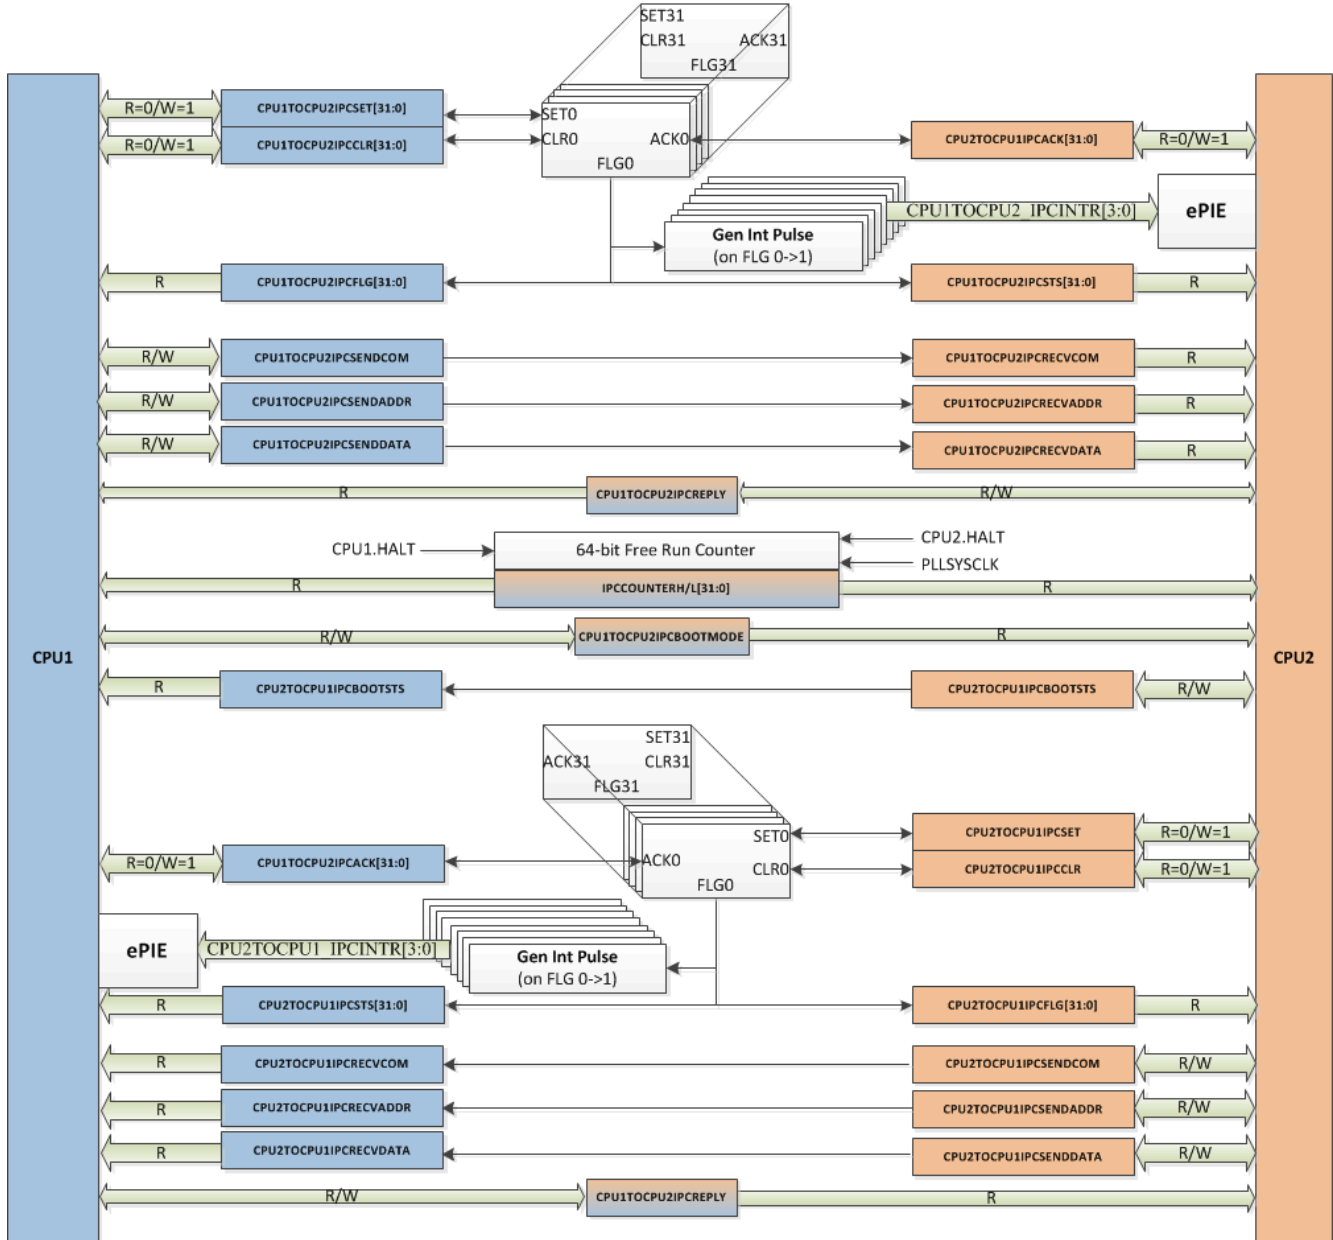 SET31
CLR31 ACK31
FLG31
R=0/W=1 CPU1TOCPU2IPCSET[31:0] SET0
R=0/W=1 CPU1TOCPU2IPCCLR[31:0] CLR0 ACK0 CPU2TOCPU1IPCACK[31:0] R=0/W=1
FLG0
CPU1TOCPU2_IPCINTR[3:0] ePIE
Gen Int Pulse
(on FLG 0->1)
R CPU1TOCPU2IPCFLG[31:0] CPU1TOCPU2IPCSTS[31:0] R
R/W CPU1TOCPU2IPCSENDCOM CPU1TOCPU2IPCRECVCOM R
R/W CPU1TOCPU2IPCSENDADDR CPU1TOCPU2IPCRECVADDR R
R/W CPU1TOCPU2IPCSENDDATA CPU1TOCPU2IPCRECVDATA R
R CPU1TOCPU2IPCREPLY R/W
CPU1.HALT 64-bit Free Run Counter CPU2.HALT
PLLSYSCLK
R IPCCOUNTERH/L[31:0] R
R/W CPU1TOCPU2IPCBOOTMODE R
CPU1 CPU2
R CPU2TOCPU1IPCBOOTSTS CPU2TOCPU1IPCBOOTSTS R/W
SET31
ACK31 CLR31
FLG31
SET0 CPU2TOCPU1IPCSET R=0/W=1
R=0/W=1 CPU1TOCPU2IPCACK[31:0] ACK0 CLR0 CPU2TOCPU1IPCCLR R=0/W=1
FLG0
ePIE CPU2TOCPU1_IPCINTR[3:0] Gen Int Pulse
(on FLG 0->1)
R CPU2TOCPU1IPCSTS[31:0] CPU2TOCPU1IPCFLG[31:0] R
R CPU2TOCPU1IPCRECVCOM CPU2TOCPU1IPCSENDCOM R/W
R CPU2TOCPU1IPCRECVADDR CPU2TOCPU1IPCSENDADDR R/W
R CPU2TOCPU1IPCRECVDATA CPU2TOCPU1IPCSENDDATA R/W
R/W CPU1TOCPU2IPCREPLY R